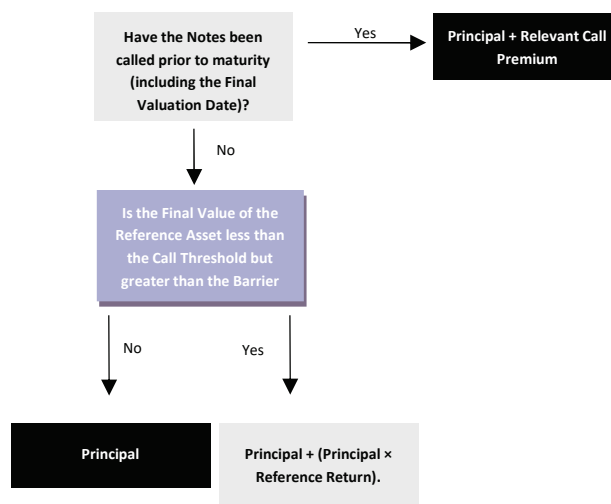 Have the Notes been
called prior to maturity
(including the Final
Valuation Date)?
Yes
Principal + Relevant Call
Premium
No
Is the Final Value of the
Reference Asset less than
the Call Threshold but
greater than the Barrier
No
Yes
Principal
Principal + (Principal ×
Reference Return).